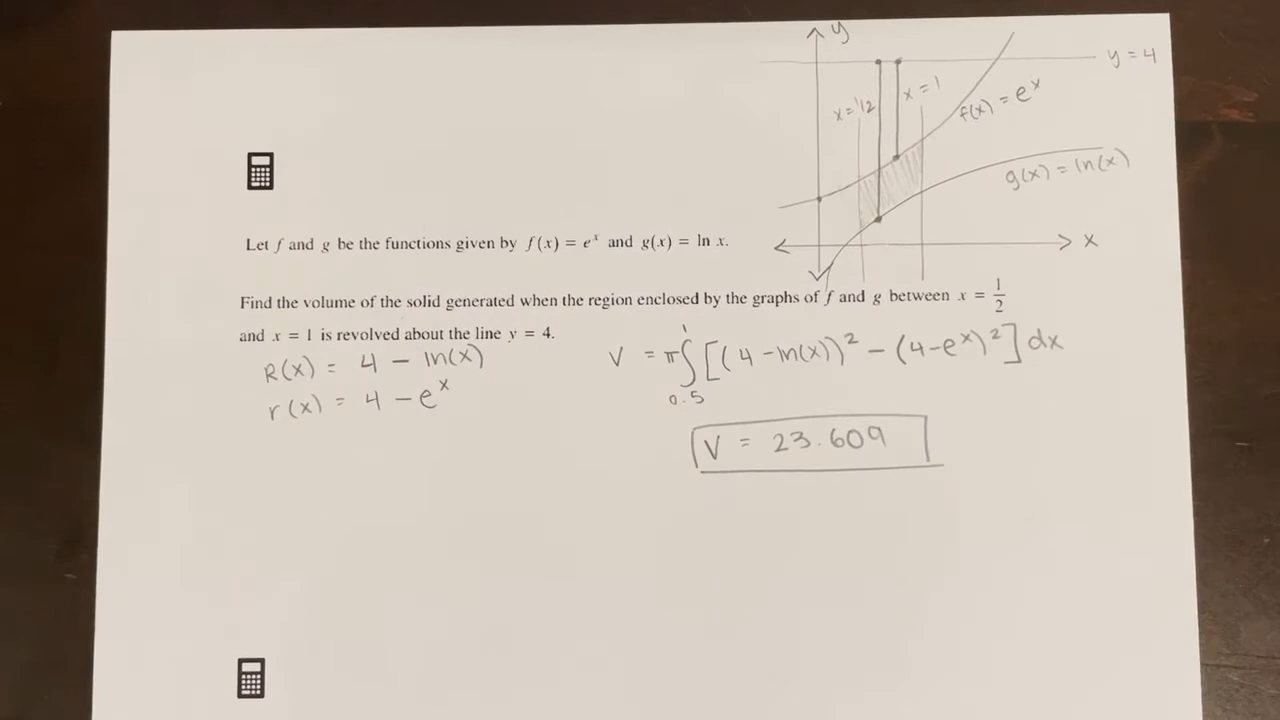 y
y = 4
x = 1/2
x = 1
f(x) = e^x
g(x) = ln(x)
x
Let f and g be the functions given by f(x) = e^x and g(x) = ln x.
Find the volume of the solid generated when the region enclosed by the graphs of f and g between x = 1/2
and x = 1 is revolved about the line y = 4.
R(x) = 4 - ln(x)
r(x) = 4 - e^x
V = π∫_{0.5}^{1} [(4 - ln(x))^2 - (4 - e^x)^2] dx
V = 23.609